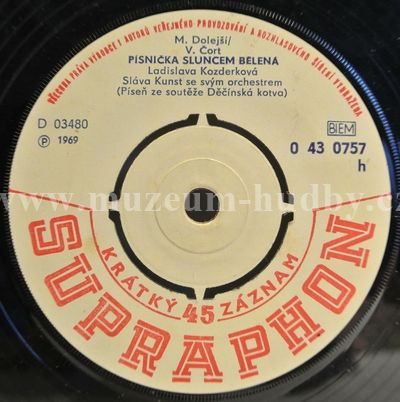 VŠECHNA PRÁVA VÝROBCE I AUTORŮ VEŘEJNÉHO PROVOZOVÁNÍ A ROZHLASOVÉHO ŠÍŘENÍ VYHRAZENA
M. Dolejší/
V. Čort
PÍSNIČKA SLUNCEM BĚLENÁ
Ladislava Kozderková
Sláva Kunst se svým orchestrem
(Píseň ze soutěže Děčínská kotva)
D 03480
Ⓟ 1969
BIEM
0 43 0757
h
www.muzeum-hudby.cz
KRÁTKÝ 45 ZÁZNAM
SUPRAPHON